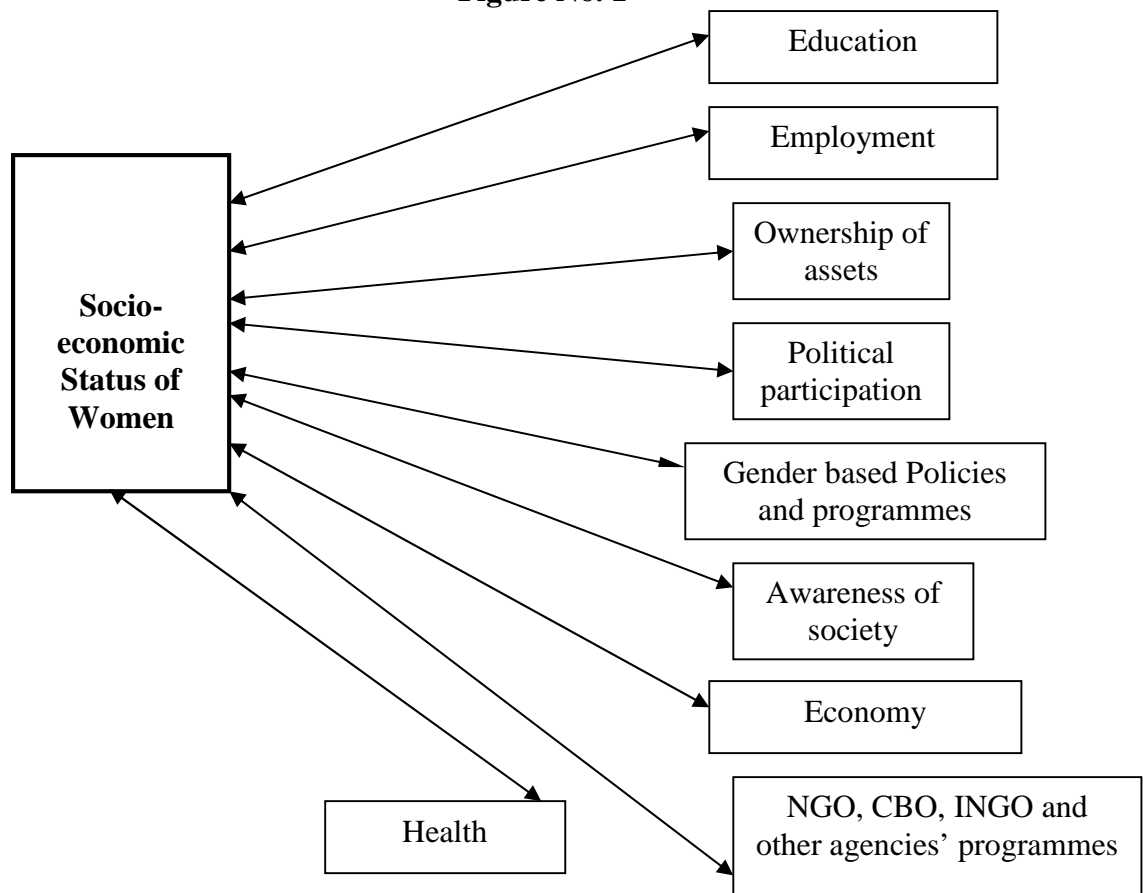 Education
Employment
Ownership of
assets
Socio-
economic
Status of
Women
Political
participation
Gender based Policies
and programmes
Awareness of
society
Economy
NGO, CBO, INGO and
other agencies’ programmes
Health